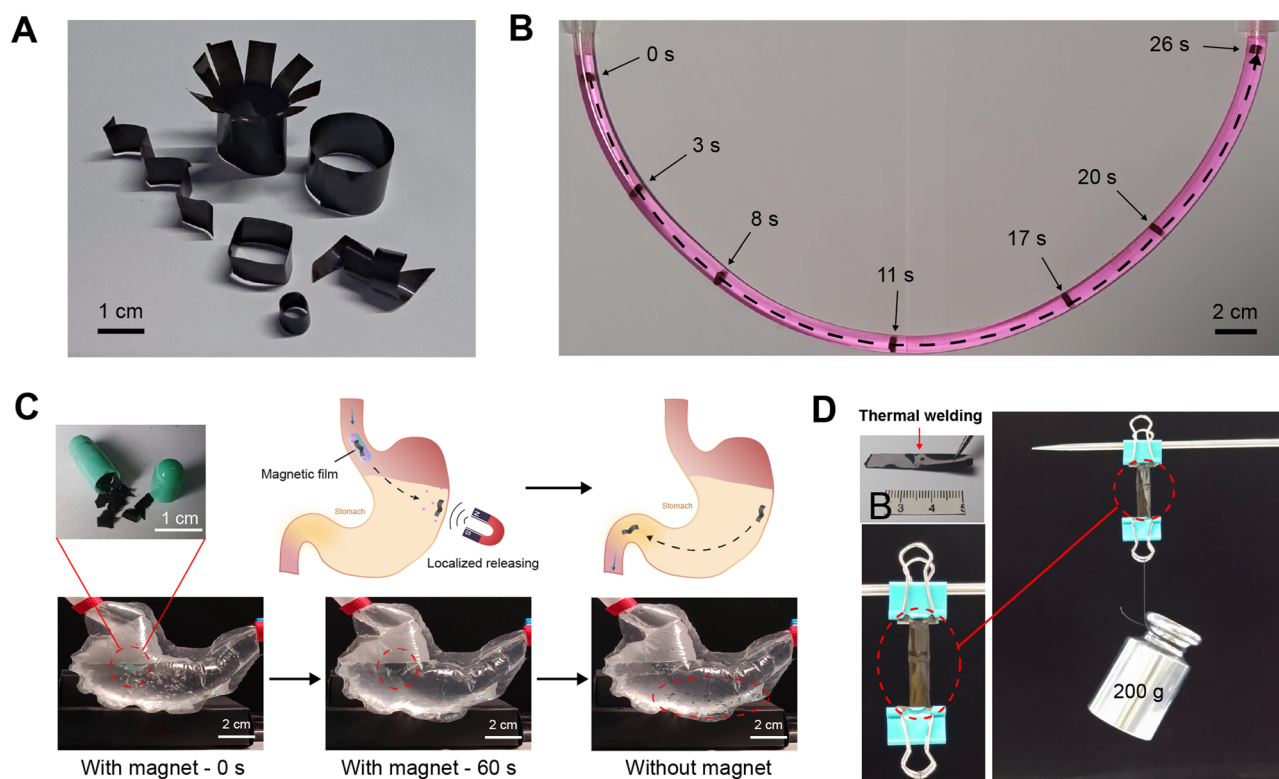 A
1 cm
B
0 s
3 s
8 s
11 s
17 s
20 s
26 s
2 cm
C
1 cm
Magnetic film
Stomach
N
S
Localized releasing
Stomach
2 cm
With magnet - 0 s
2 cm
With magnet - 60 s
2 cm
Without magnet
D
Thermal welding
B
3 4 5
200 g